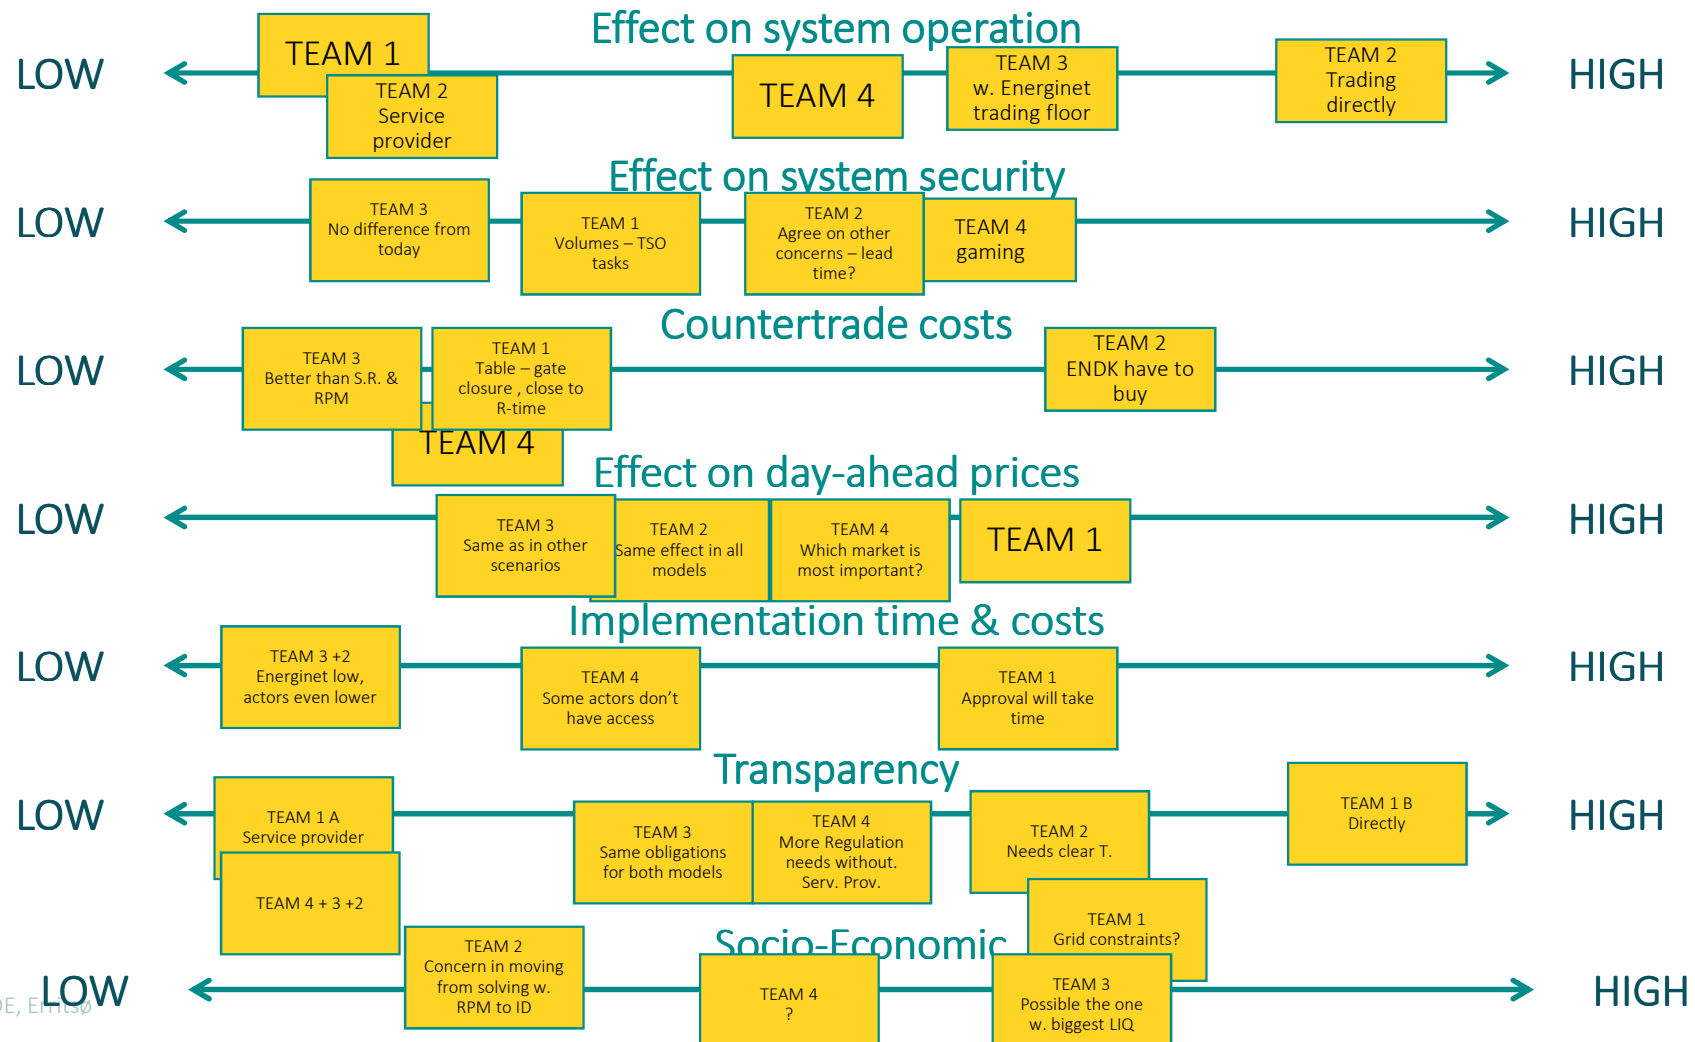 Effect on system operation
LOW
TEAM 1
TEAM 2
Service
provider
TEAM 4
TEAM 3
w. Energinet
trading floor
TEAM 2
Trading
directly
HIGH
Effect on system security
LOW
TEAM 3
No difference from
today
TEAM 1
Volumes – TSO
tasks
TEAM 2
Agree on other
concerns – lead
time?
TEAM 4
gaming
HIGH
Countertrade costs
LOW
TEAM 3
Better than S.R. &
RPM
TEAM 1
Table – gate
closure , close to
R-time
TEAM 4
TEAM 2
ENDK have to
buy
HIGH
Effect on day-ahead prices
LOW
TEAM 3
Same as in other
scenarios
TEAM 2
Same effect in all
models
TEAM 4
Which market is
most important?
TEAM 1
HIGH
Implementation time & costs
LOW
TEAM 3 +2
Energinet low,
actors even lower
TEAM 4
Some actors don’t
have access
TEAM 1
Approval will take
time
HIGH
Transparency
LOW
TEAM 1 A
Service provider
TEAM 4 + 3 +2
TEAM 3
Same obligations
for both models
TEAM 4
More Regulation
needs without.
Serv. Prov.
TEAM 2
Needs clear T.
TEAM 1 B
Directly
HIGH
Socio-Economic
LOW
TEAM 2
Concern in moving
from solving w.
RPM to ID
TEAM 4
?
TEAM 1
Grid constraints?
TEAM 3
Possible the one
w. biggest LIQ
HIGH